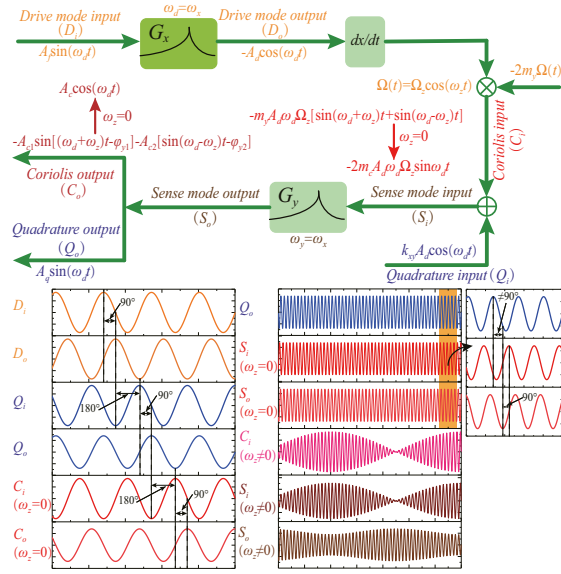 Drive mode input
(D_i)
A_f sin(ω_d t)
ω_d=ω_x
G_x
Drive mode output
(D_o)
-A_d cos(ω_d t)
dx/dt
Ω(t)=Ω_z cos(ω_z t)
-2m_yΩ(t)
A_c cos(ω_d t)
ω_z=0
-A_c1 sin[(ω_d+ω_z)t-φ_y1]-A_c2[sin(ω_d-ω_z)t-φ_y2]
Coriolis output
(C_o)
-m_y A_d ω_d Ω_z[sin(ω_d+ω_z)t+sin(ω_d-ω_z)t]
ω_z=0
-2m_c A_d ω_d Ω_z sinω_d t
Coriolis input
(C_i)
Sense mode output
(S_o)
G_y
ω_y=ω_x
Sense mode input
(S_i)
Quadrature output
(Q_o)
A_q sin(ω_d t)
k_xy A_d cos(ω_d t)
Quadrature input (Q_i)
D_i
90°
D_o
Q_i
180°
90°
Q_o
C_i
(ω_z=0)
180°
90°
C_o
(ω_z=0)
Q_o
S_i
(ω_z=0)
S_o
(ω_z=0)
C_i
(ω_z≠0)
S_i
(ω_z≠0)
S_o
(ω_z≠0)
≠90°
90°